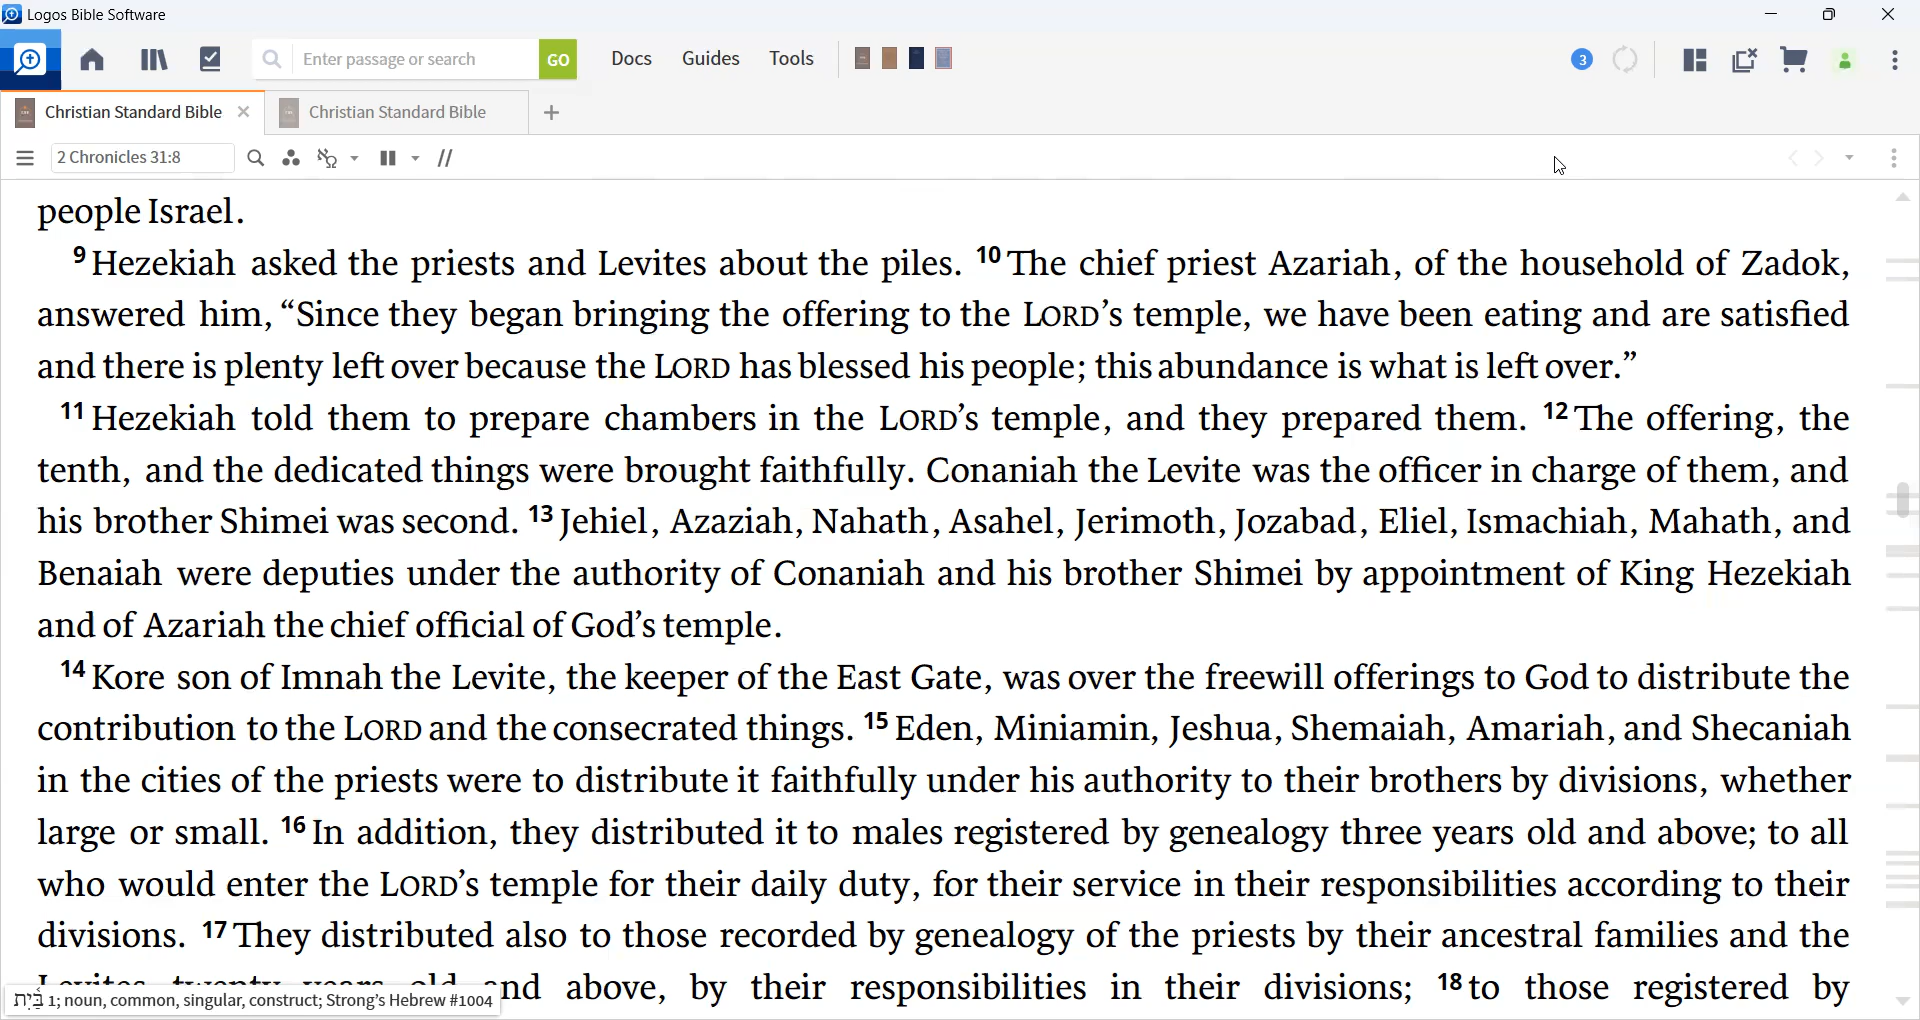 Logos Bible Software
Enter passage or search GO Docs Guides Tools 3
Christian Standard Bible Christian Standard Bible
2 Chronicles 31:8
people Israel.
9 Hezekiah asked the priests and Levites about the piles. 10 The chief priest Azariah, of the household of Zadok,
answered him, “Since they began bringing the offering to the LORD’s temple, we have been eating and are satisfied
and there is plenty left over because the LORD has blessed his people; this abundance is what is left over.”
11 Hezekiah told them to prepare chambers in the LORD’s temple, and they prepared them. 12 The offering, the
tenth, and the dedicated things were brought faithfully. Conaniah the Levite was the officer in charge of them, and
his brother Shimei was second. 13 Jehiel, Azaziah, Nahath, Asahel, Jerimoth, Jozabad, Eliel, Ismachiah, Mahath, and
Benaiah were deputies under the authority of Conaniah and his brother Shimei by appointment of King Hezekiah
and of Azariah the chief official of God’s temple.
14 Kore son of Imnah the Levite, the keeper of the East Gate, was over the freewill offerings to God to distribute the
contribution to the LORD and the consecrated things. 15 Eden, Miniamin, Jeshua, Shemaiah, Amariah, and Shecaniah
in the cities of the priests were to distribute it faithfully under his authority to their brothers by divisions, whether
large or small. 16 In addition, they distributed it to males registered by genealogy three years old and above; to all
who would enter the LORD’s temple for their daily duty, for their service in their responsibilities according to their
divisions. 17 They distributed also to those recorded by genealogy of the priests by their ancestral families and the
Levites twenty years old and above, by their responsibilities in their divisions; 18 to those registered by
בַּ֫יִת 1; noun, common, singular, construct; Strong’s Hebrew #1004